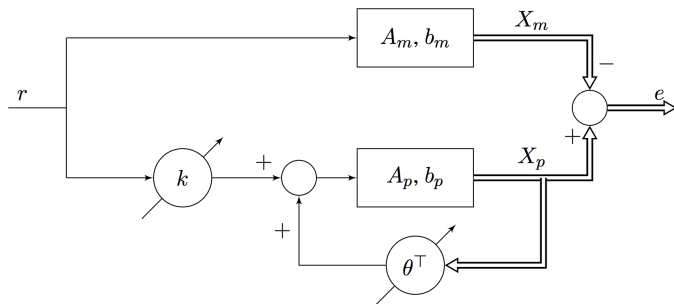 X_m
A_m, b_m
−
r
e
+
X_p
+
k
A_p, b_p
+
θ^⊤